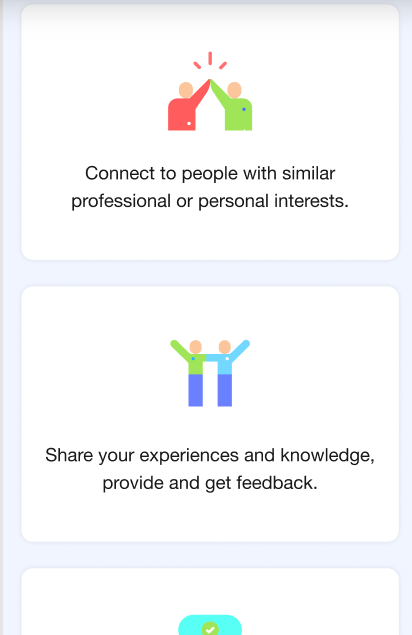 Connect to people with similar
professional or personal interests.
Share your experiences and knowledge,
provide and get feedback.